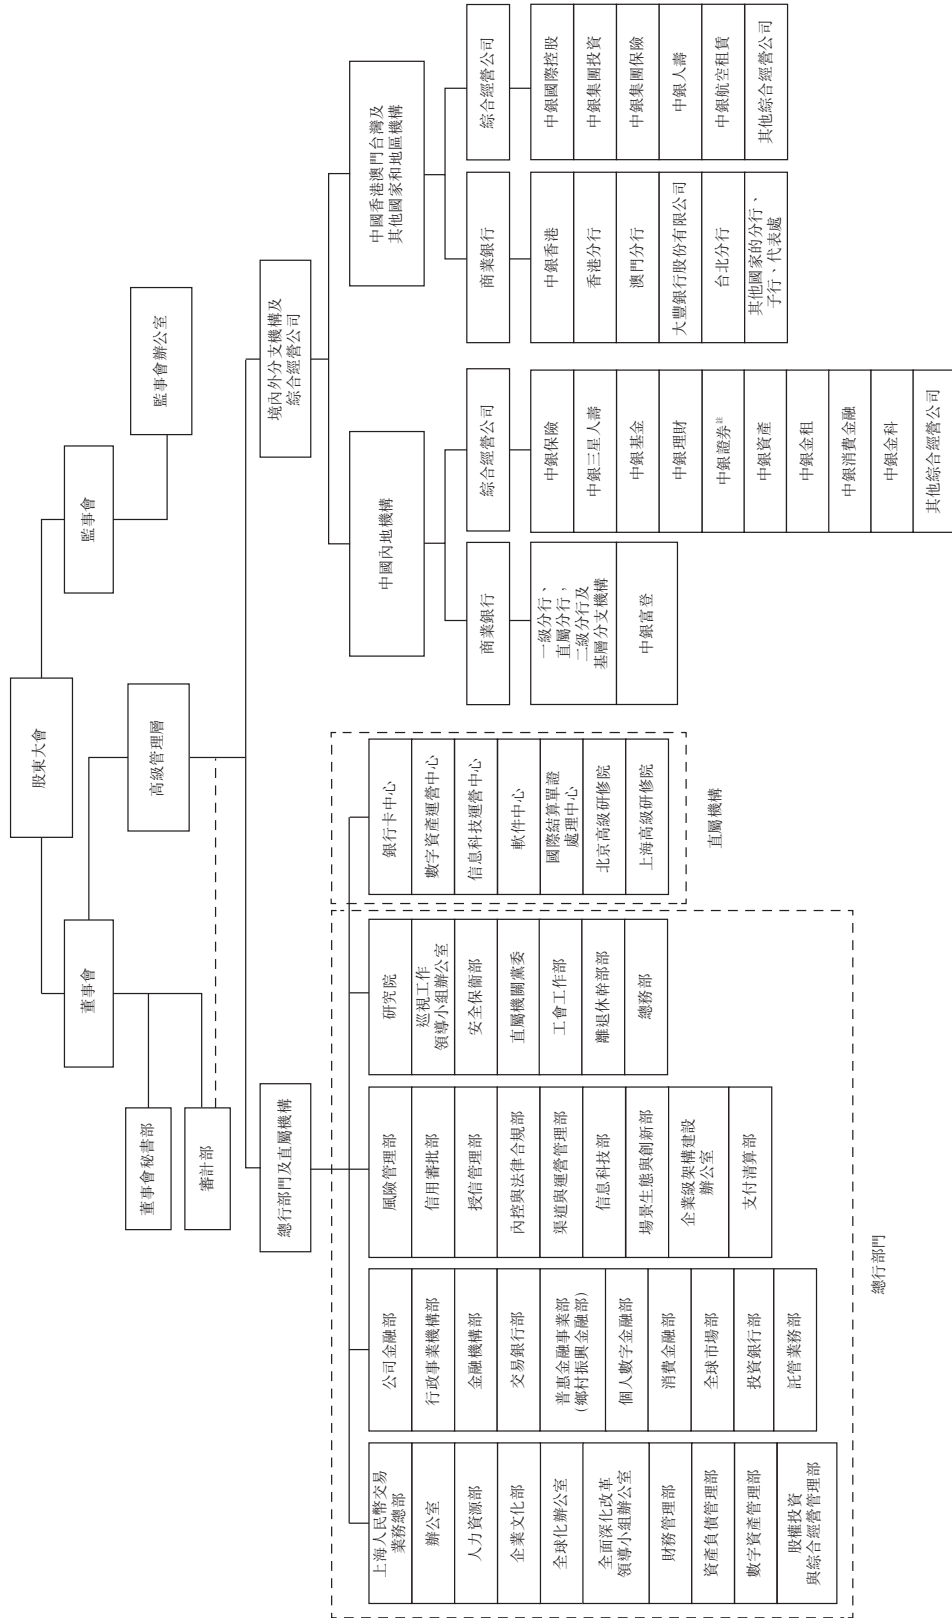 股東大會
董事會
監事會
董事會秘書部
審計部
高級管理層
監事會辦公室
總行部門及直屬機構
境內外分支機構及
綜合經營公司
中國內地機構
中國香港澳門台灣及
其他國家和地區機構
上海人民幣交易
業務總部
辦公室
人力資源部
企業文化部
全球化辦公室
全面深化改革
領導小組辦公室
財務管理部
資產負債管理部
數字資產管理部
股權投資
與綜合經營管理部
公司金融部
行政事業機構部
金融機構部
交易銀行部
普惠金融事業部
(鄉村振興金融部)
個人數字金融部
消費金融部
全球市場部
投資銀行部
託管業務部
風險管理部
信用審批部
授信管理部
內控與法律合規部
渠道與運營管理部
信息科技部
場景生態與創新部
企業級架構建設
辦公室
支付清算部
研究院
巡視工作
領導小組辦公室
安全保衛部
直屬機關黨委
工會工作部
離退休幹部部
總務部
總行部門
銀行卡中心
數字資產運營中心
信息科技運營中心
軟件中心
國際結算單證
處理中心
北京高級研修院
上海高級研修院
直屬機構
商業銀行
一級分行、
直屬分行，
二級分行及
基層分支機構
中銀富登
綜合經營公司
中銀保險
中銀三星人壽
中銀基金
中銀理財
中銀證券註
中銀資產
中銀金租
中銀消費金融
中銀金科
其他綜合經營公司
商業銀行
中銀香港
香港分行
澳門分行
大豐銀行股份有限公司
台北分行
其他國家的分行、
子行、代表處
綜合經營公司
中銀國際控股
中銀集團投資
中銀集團保險
中銀人壽
中銀航空租賃
其他綜合經營公司